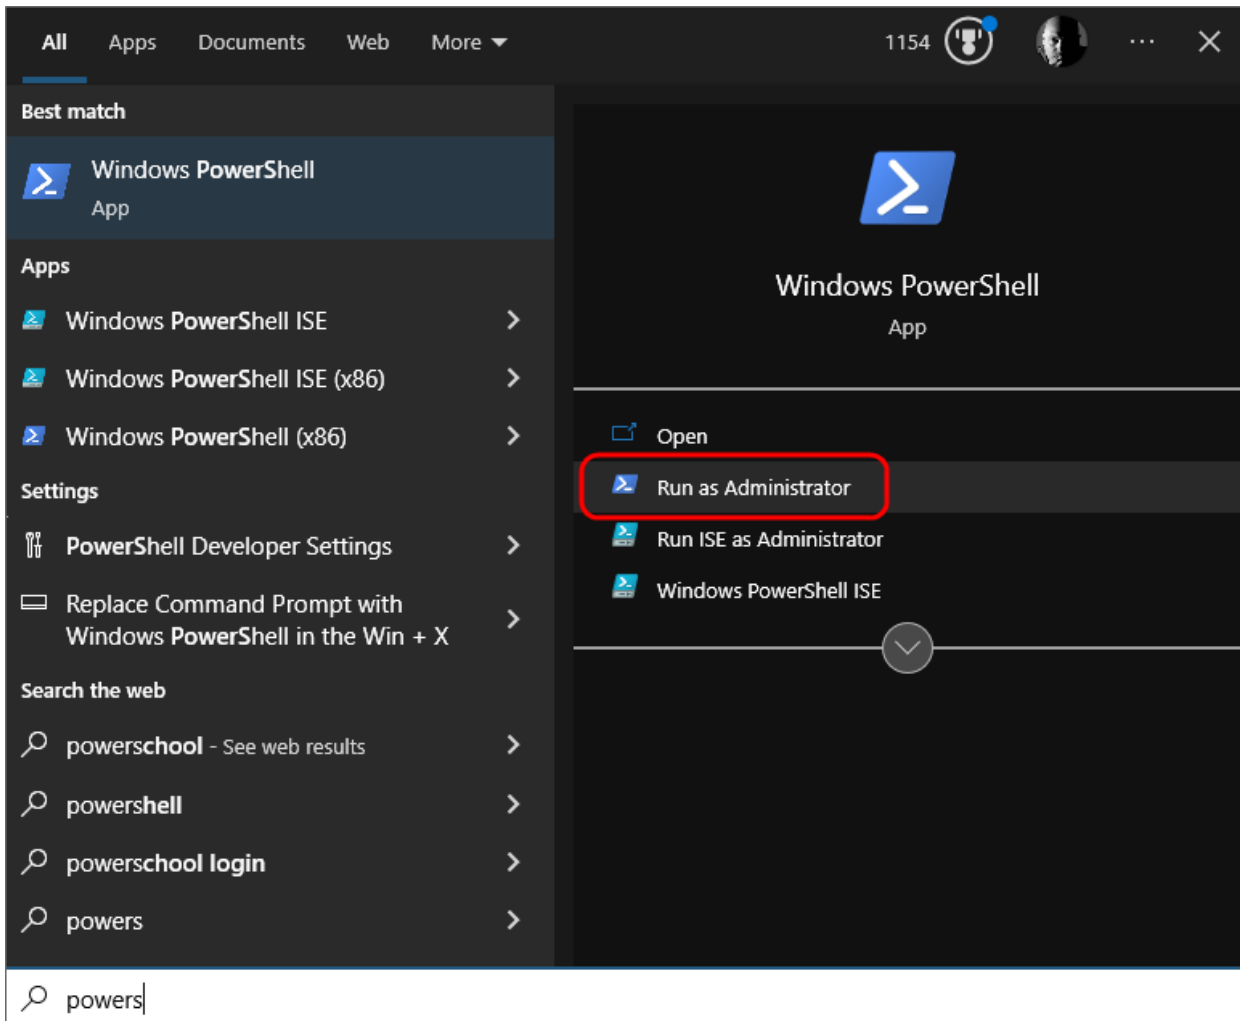 All Apps Documents Web More 1154
Best match
Windows PowerShell
App
Apps
Windows PowerShell ISE
Windows PowerShell ISE (x86)
Windows PowerShell (x86)
Settings
PowerShell Developer Settings
Replace Command Prompt with
Windows PowerShell in the Win + X
Search the web
powerschool - See web results
powershell
powerschool login
powers
Windows PowerShell
App
Open
Run as Administrator
Run ISE as Administrator
Windows PowerShell ISE
powers